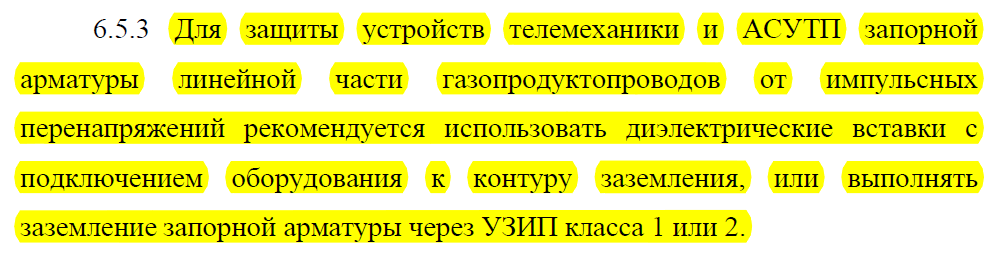 6.5.3 Для защиты устройств телемеханики и АСУТП запорной
арматуры линейной части газопродуктопроводов от импульсных
перенапряжений рекомендуется использовать диэлектрические вставки с
подключением оборудования к контуру заземления, или выполнять
заземление запорной арматуры через УЗИП класса 1 или 2.